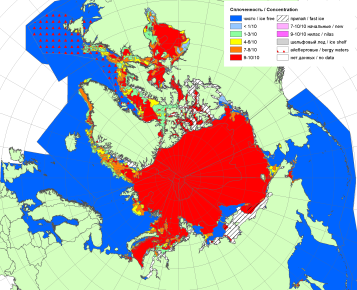 Сплоченность / Concentration
чисто / ice free
< 1/10
1-3/10
4-6/10
7-8/10
9-10/10
припай / fast ice
7-10/10 начальные / new
9-10/10 нилас / nilas
шельфовый лед / ice shelf
айсберговые / bergy waters
нет данных / no data